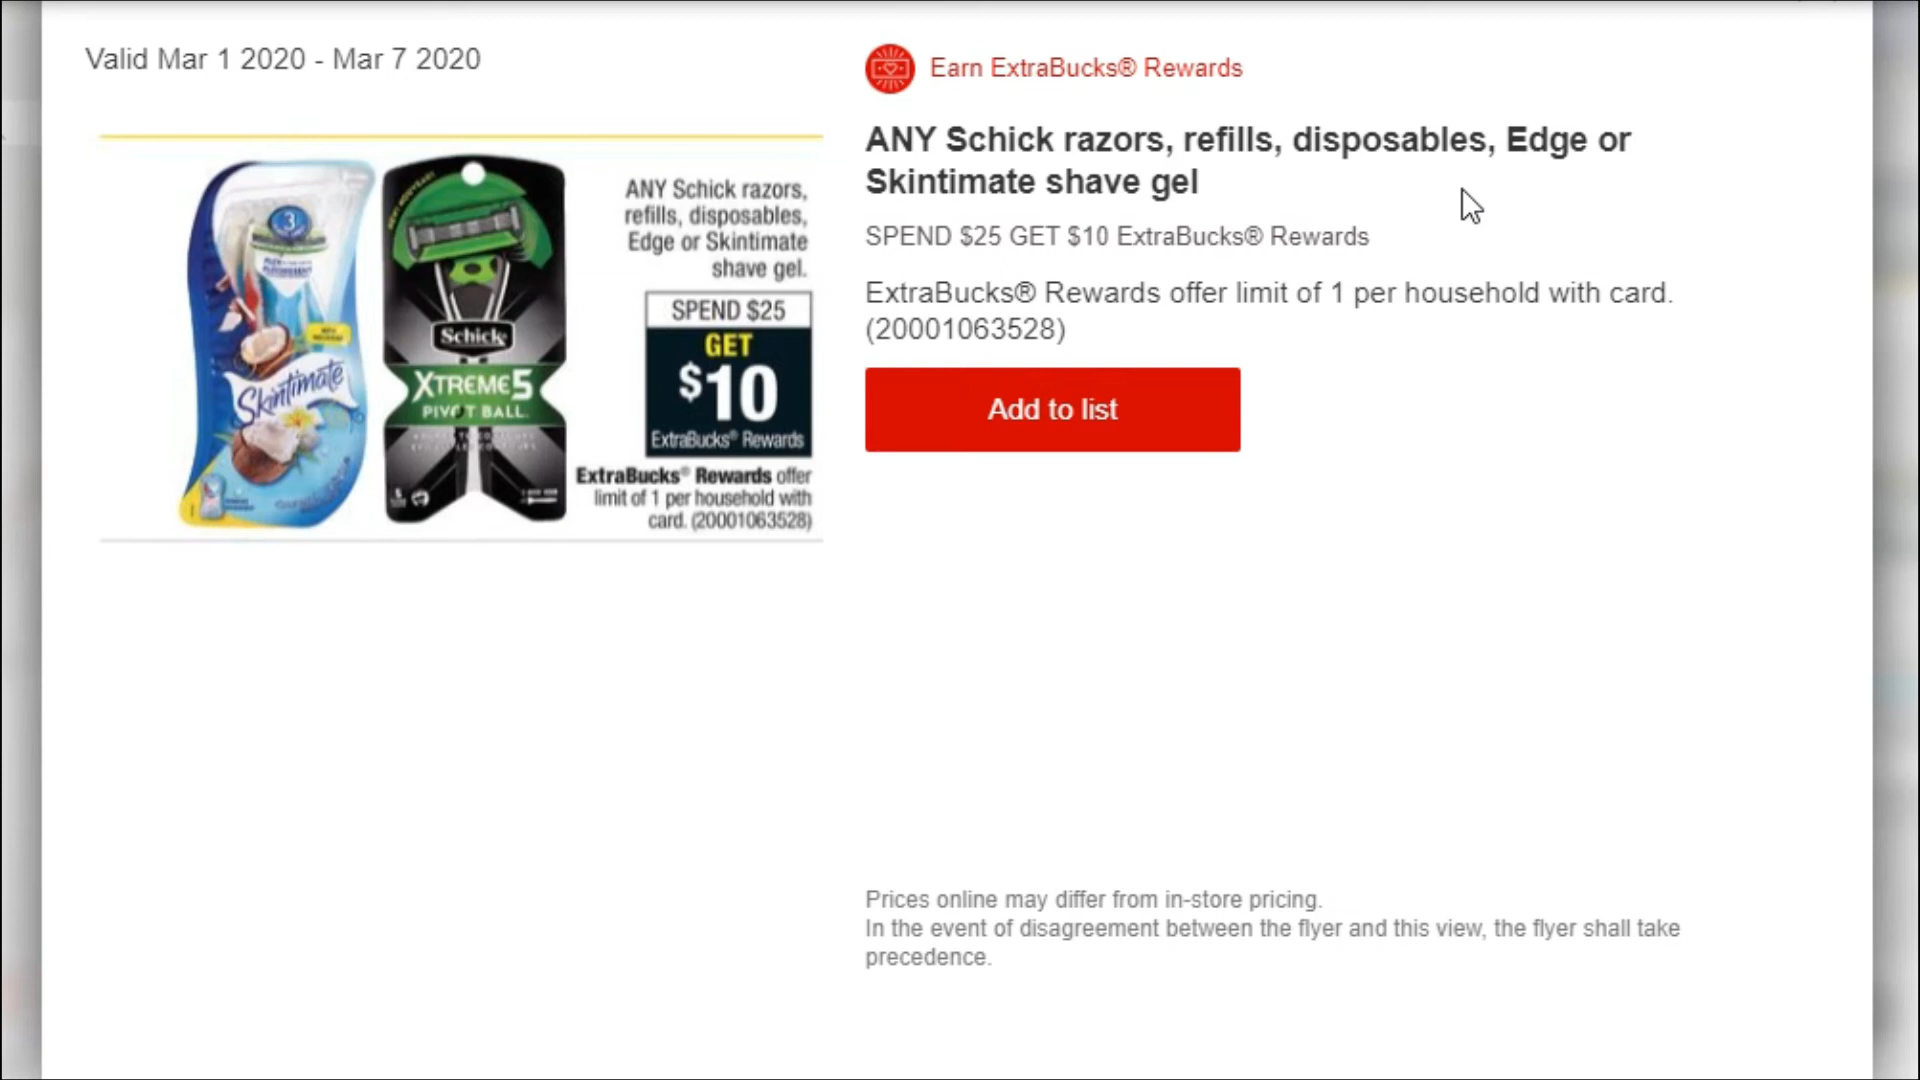 Valid Mar 1 2020 - Mar 7 2020
ANY Schick razors,
refills, disposables,
Edge or Skintimate
shave gel.
SPEND $25
GET
$10
ExtraBucks® Rewards
ExtraBucks® Rewards offer
limit of 1 per household with
card. (20001063528)
3
Skintimate
Schick
XTREME5
PIVOT BALL.
Earn ExtraBucks® Rewards
ANY Schick razors, refills, disposables, Edge or
Skintimate shave gel
SPEND $25 GET $10 ExtraBucks® Rewards
ExtraBucks® Rewards offer limit of 1 per household with card.
(20001063528)
Add to list
Prices online may differ from in-store pricing.
In the event of disagreement between the flyer and this view, the flyer shall take
precedence.